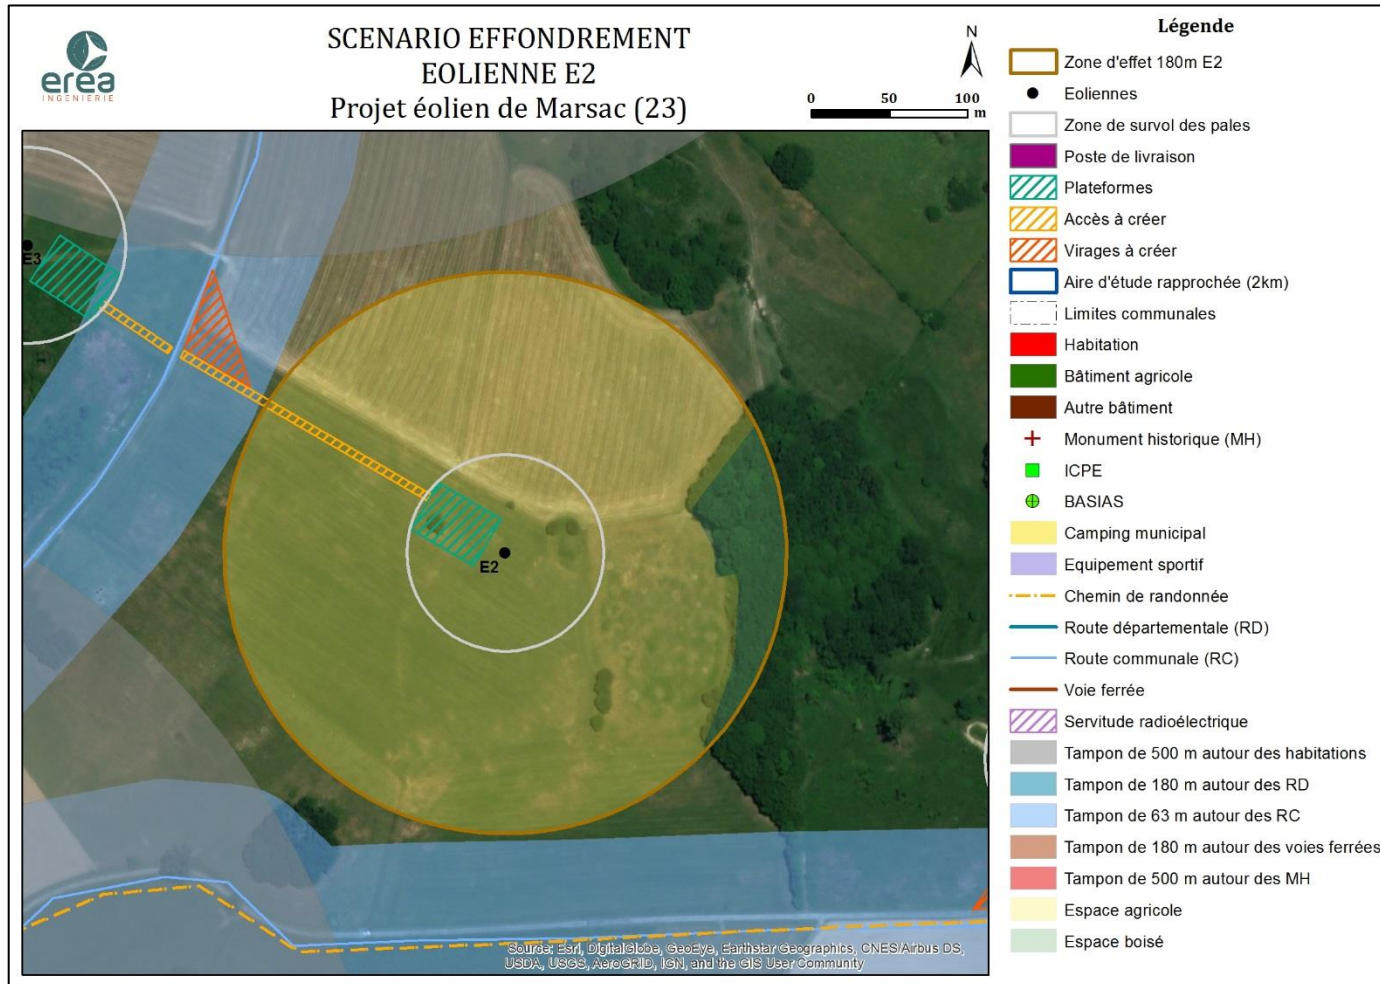 erea
INGENIERIE
SCENARIO EFFONDREMENT
EOLIENNE E2
Projet éolien de Marsac (23)
N
0 50 100
m
E3
E2
Source: Esri, DigitalGlobe, GeoEye, Earthstar Geographics, CNES/Airbus DS,
USDA, USGS, AeroGRID, IGN, and the GIS User Community
Légende
Zone d'effet 180m E2
Eoliennes
Zone de survol des pales
Poste de livraison
Plateformes
Accès à créer
Virages à créer
Aire d'étude rapprochée (2km)
Limites communales
Habitation
Bâtiment agricole
Autre bâtiment
Monument historique (MH)
ICPE
BASIAS
Camping municipal
Equipement sportif
Chemin de randonnée
Route départementale (RD)
Route communale (RC)
Voie ferrée
Servitude radioélectrique
Tampon de 500 m autour des habitations
Tampon de 180 m autour des RD
Tampon de 63 m autour des RC
Tampon de 180 m autour des voies ferrées
Tampon de 500 m autour des MH
Espace agricole
Espace boisé